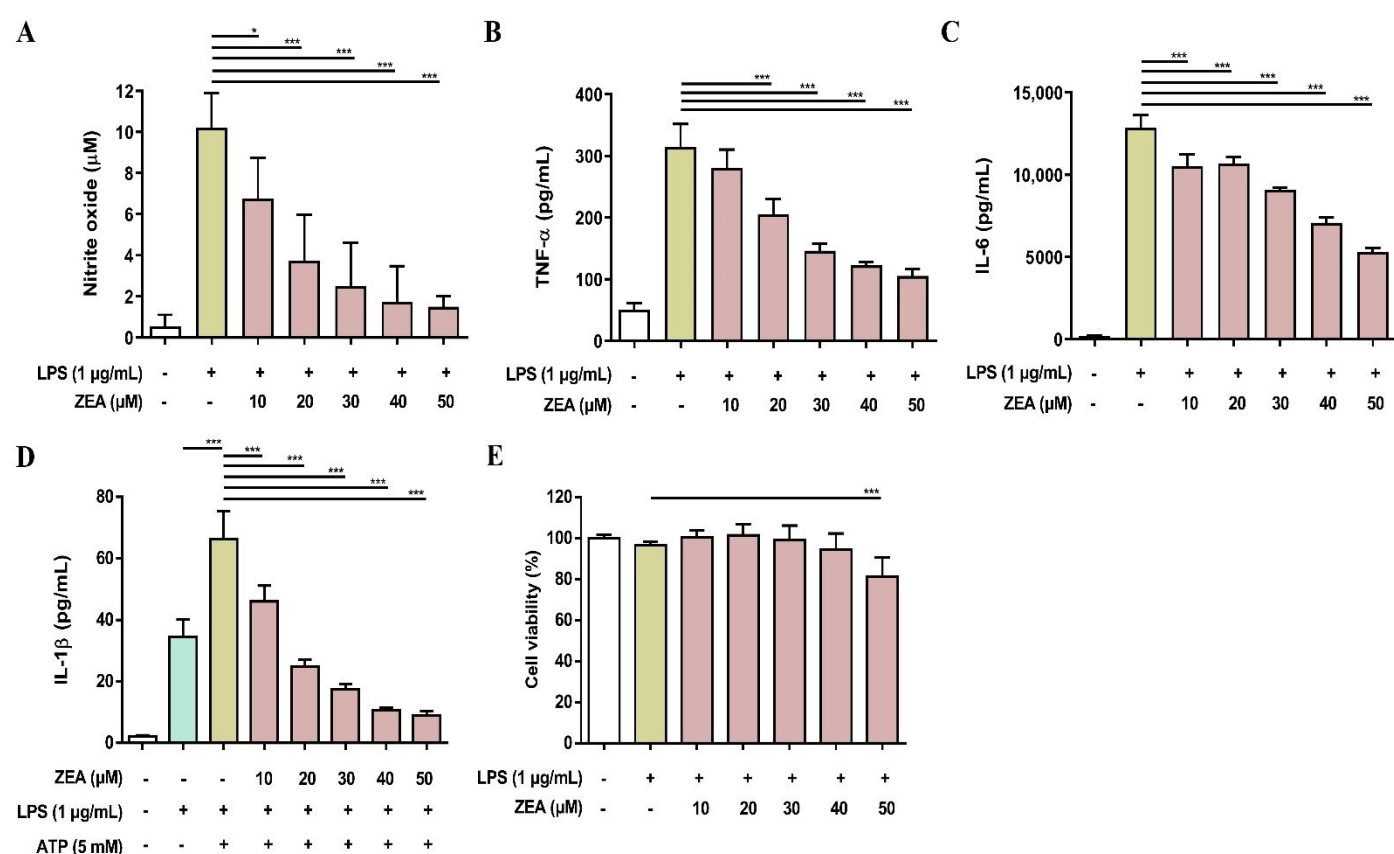 A
* *** *** *** ***
Nitrite oxide (µM)
12
10
8
6
4
2
0
LPS (1 µg/mL) - + + + + + +
ZEA (µM) - - 10 20 30 40 50
B
*** *** *** ***
TNF-α (pg/mL)
400
300
200
100
0
LPS (1 µg/mL) - + + + + + +
ZEA (µM) - - 10 20 30 40 50
C
*** *** *** *** ***
IL-6 (pg/mL)
15,000
10,000
5000
0
LPS (1 µg/mL) - + + + + + +
ZEA (µM) - - 10 20 30 40 50
D
*** *** *** *** *** ***
IL-1β (pg/mL)
80
60
40
20
0
ZEA (µM) - - - 10 20 30 40 50
LPS (1 µg/mL) - + + + + + + +
ATP (5 mM) - - + + + + + +
E
***
Cell viability (%)
120
100
80
60
40
20
0
LPS (1 µg/mL) - + + + + + +
ZEA (µM) - - 10 20 30 40 50